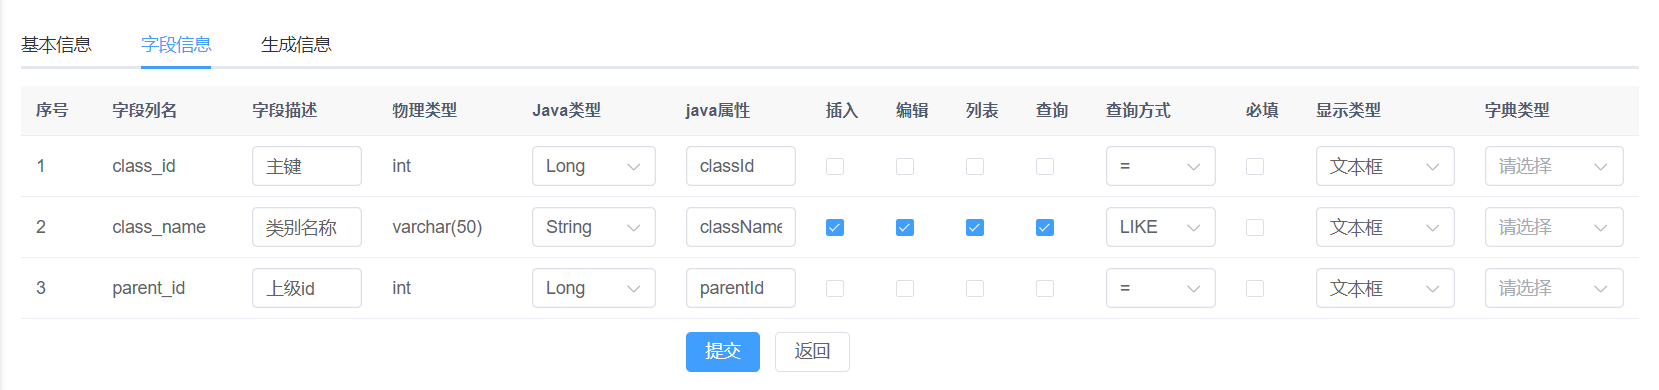 基本信息 字段信息 生成信息
序号 字段列名 字段描述 物理类型 Java类型 java属性 插入 编辑 列表 查询 查询方式 必填 显示类型 字典类型
1 class_id 主键 int Long classId = 文本框 请选择
2 class_name 类别名称 varchar(50) String className LIKE 文本框 请选择
3 parent_id 上级id int Long parentId = 文本框 请选择
提交 返回